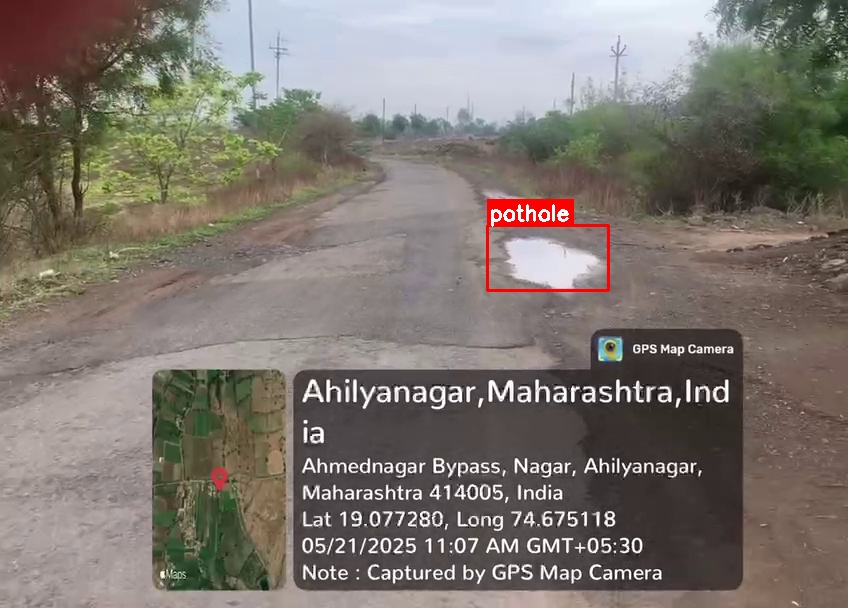 pothole
GPS Map Camera
Ahilyanagar,Maharashtra,Ind
ia
Ahmednagar Bypass, Nagar, Ahilyanagar,
Maharashtra 414005, India
Lat 19.077280, Long 74.675118
05/21/2025 11:07 AM GMT+05:30
Note : Captured by GPS Map Camera
Maps